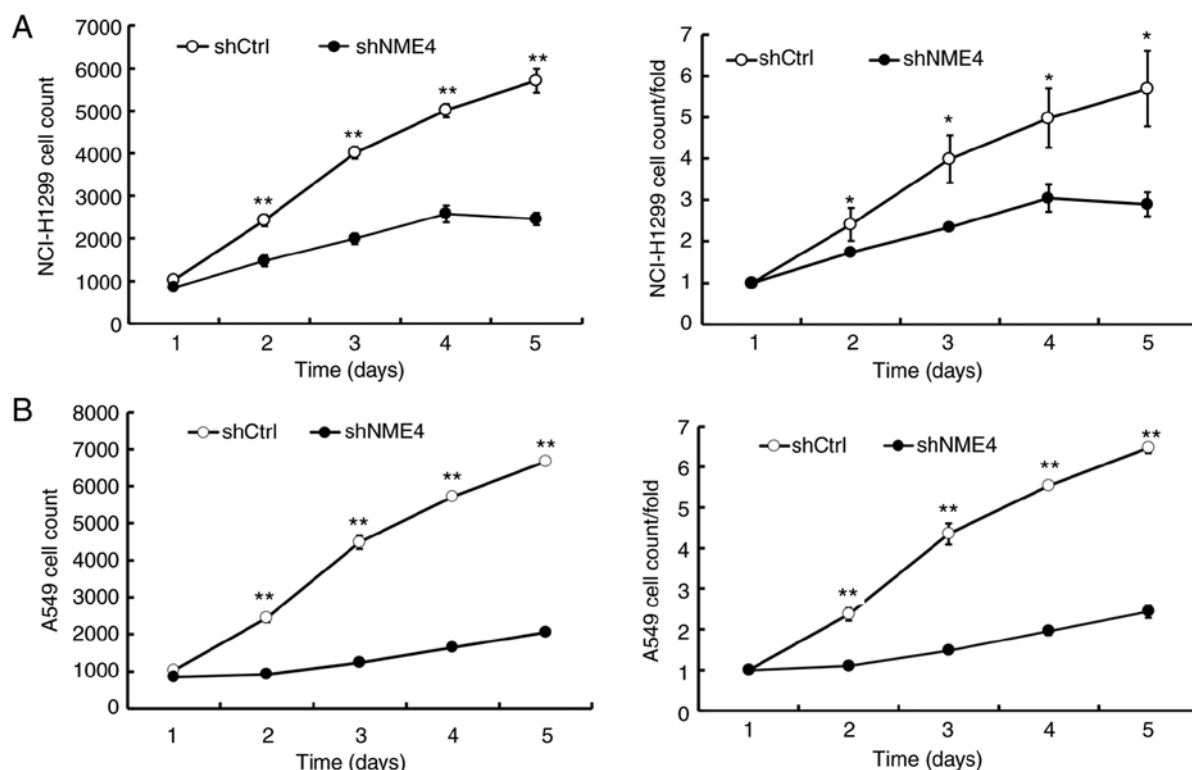 A
NCI-H1299 cell count
7000
6000
5000
4000
3000
2000
1000
0
shCtrl shNME4
** ** ** **
1 2 3 4 5
Time (days)
NCI-H1299 cell count/fold
7
6
5
4
3
2
1
0
shCtrl shNME4
* * * *
1 2 3 4 5
Time (days)
B
A549 cell count
8000
7000
6000
5000
4000
3000
2000
1000
0
shCtrl shNME4
** ** ** **
1 2 3 4 5
Time (days)
A549 cell count/fold
7
6
5
4
3
2
1
0
shCtrl shNME4
** ** ** **
1 2 3 4 5
Time (days)